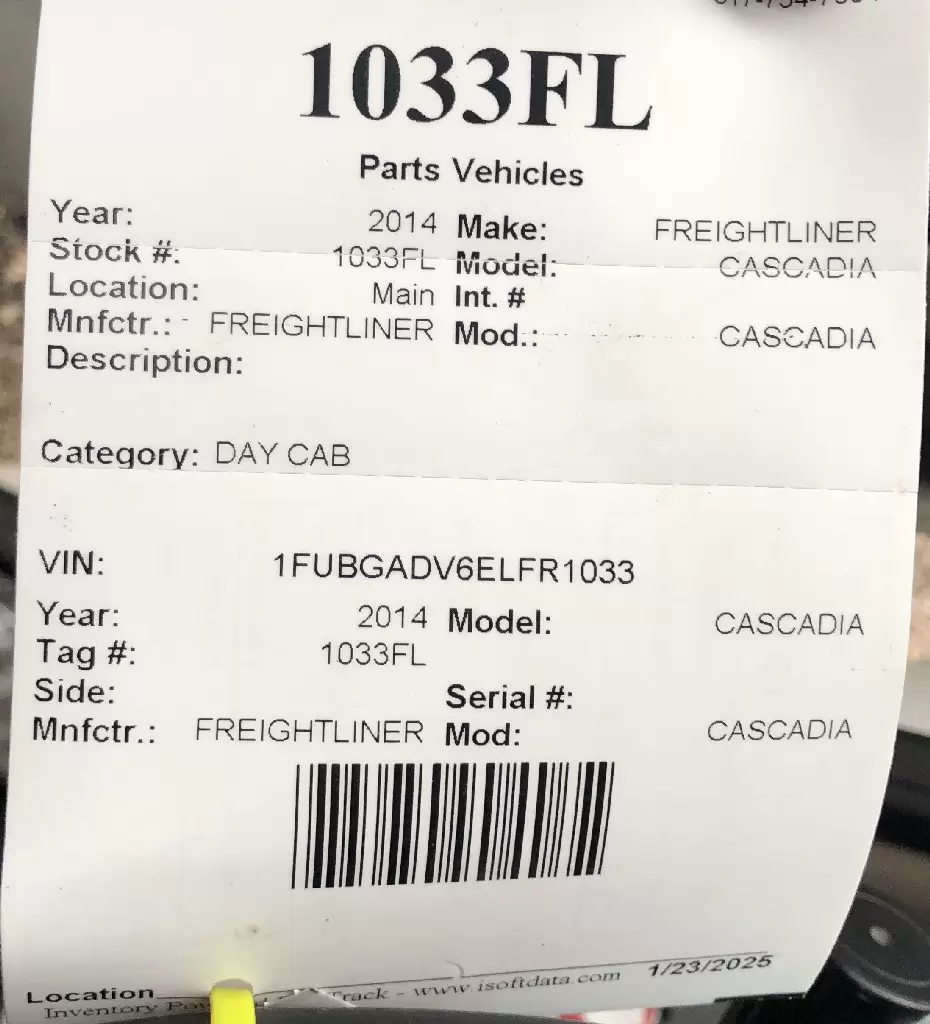 1033FL
Parts Vehicles
Year: 2014 Make: FREIGHTLINER
Stock #: 1033FL Model: CASCADIA
Location: Main Int. #
Mnfctr.: FREIGHTLINER Mod.: CASCADIA
Description:
Category: DAY CAB
VIN: 1FUBGADV6ELFR1033
Year: 2014 Model: CASCADIA
Tag #: 1033FL
Side: Serial #:
Mnfctr.: FREIGHTLINER Mod: CASCADIA
Location
Inventory Track - www.isoftdata.com 1/23/2025